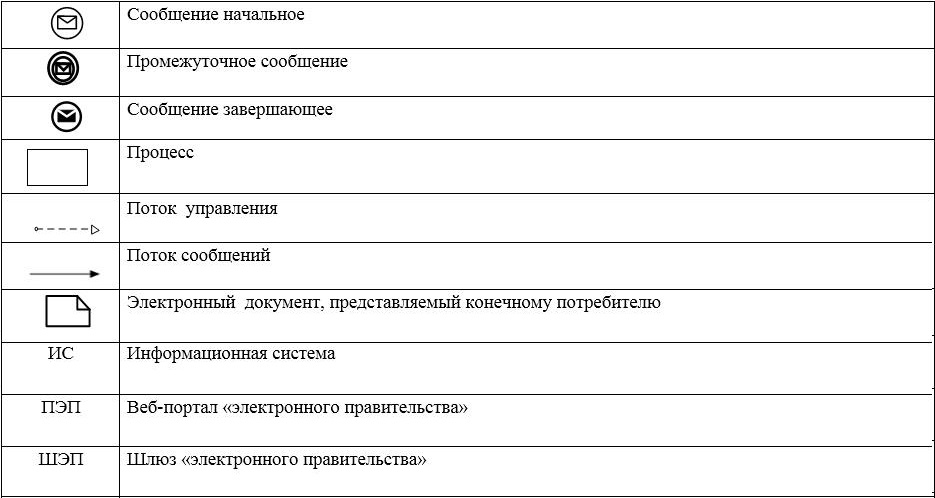 Сообщение начальное
Промежуточное сообщение
Сообщение завершающее
Процесс
Поток управления
Поток сообщений
Электронный документ, представляемый конечному потребителю
ИС Информационная система
ПЭП Веб-портал «электронного правительства»
ШЭП Шлюз «электронного правительства»